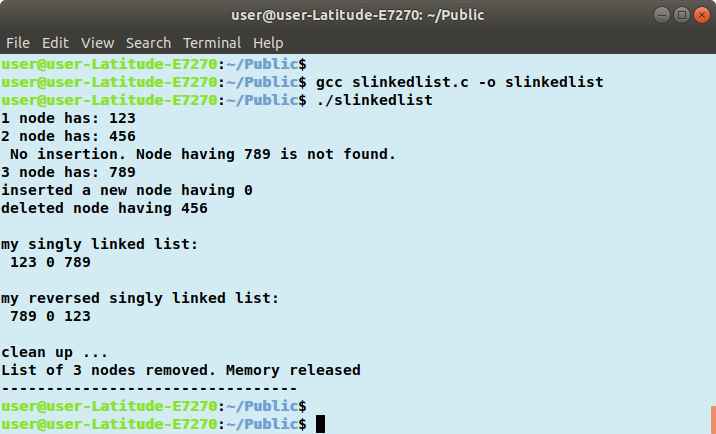 user@user-Latitude-E7270: ~/Public
File Edit View Search Terminal Help
user@user-Latitude-E7270:~/Public$
user@user-Latitude-E7270:~/Public$ gcc slinkedlist.c -o slinkedlist
user@user-Latitude-E7270:~/Public$ ./slinkedlist
1 node has: 123
2 node has: 456
 No insertion. Node having 789 is not found.
3 node has: 789
inserted a new node having 0
deleted node having 456
my singly linked list:
 123 0 789
my reversed singly linked list:
 789 0 123
clean up ...
List of 3 nodes removed. Memory released
---------------------------------
user@user-Latitude-E7270:~/Public$
user@user-Latitude-E7270:~/Public$